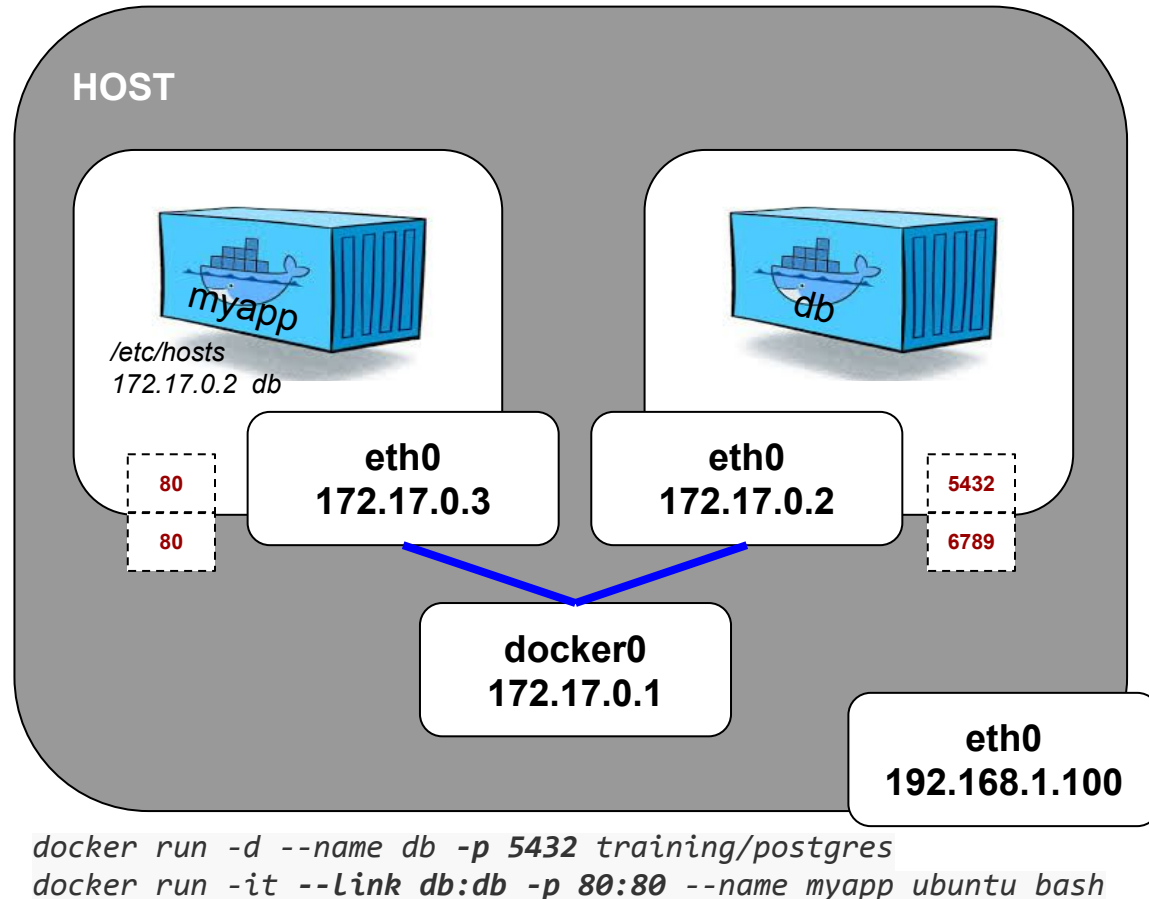 HOST
myapp
/etc/hosts
172.17.0.2 db
db
eth0
172.17.0.3
eth0
172.17.0.2
80
80
5432
6789
docker0
172.17.0.1
eth0
192.168.1.100
docker run -d --name db -p 5432 training/postgres
docker run -it --link db:db -p 80:80 --name myapp ubuntu bash